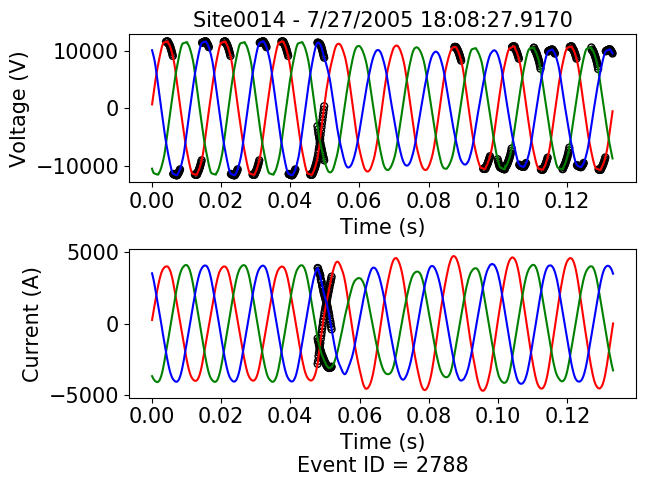 Site0014 - 7/27/2005 18:08:27.9170
Voltage (V)
10000
0
−10000
0.00 0.02 0.04 0.06 0.08 0.10 0.12
Time (s)
Current (A)
5000
0
−5000
0.00 0.02 0.04 0.06 0.08 0.10 0.12
Time (s)
Event ID = 2788